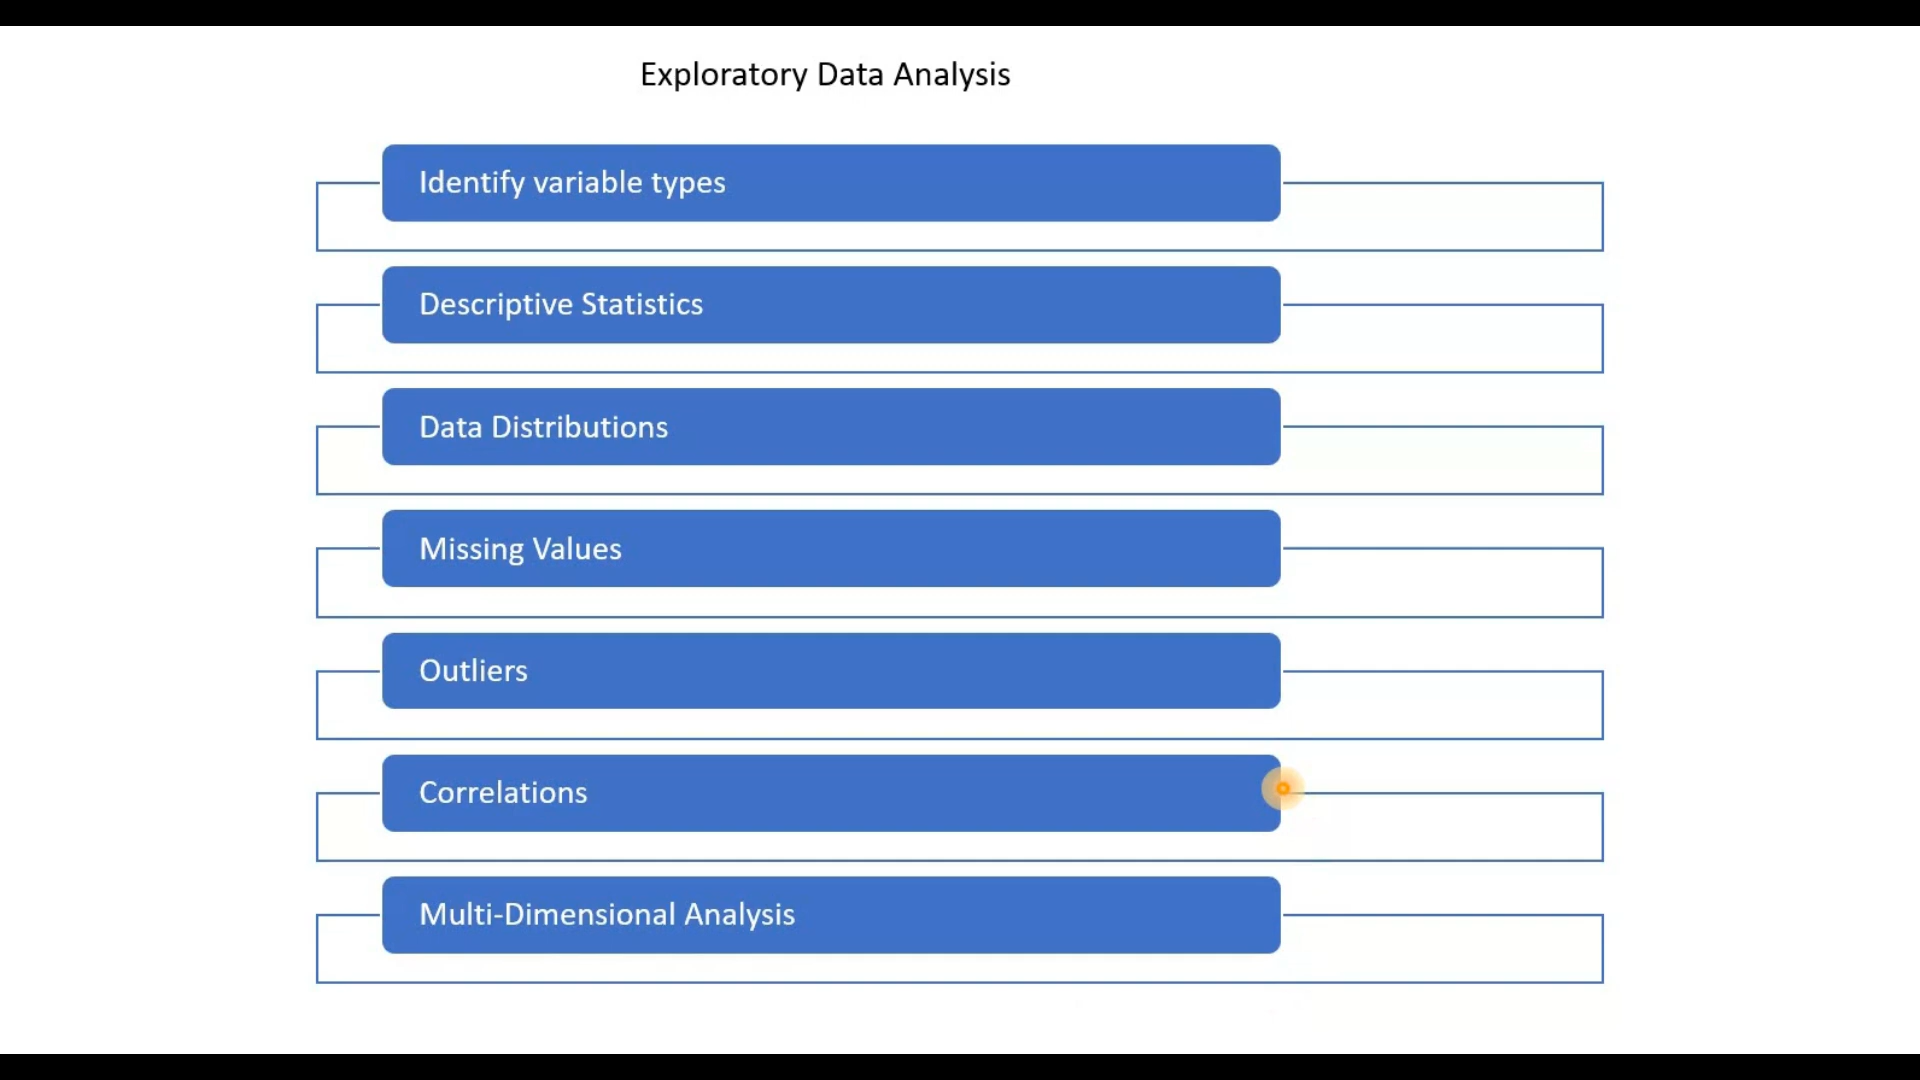 Exploratory Data Analysis
Identify variable types
Descriptive Statistics
Data Distributions
Missing Values
Outliers
Correlations
Multi-Dimensional Analysis